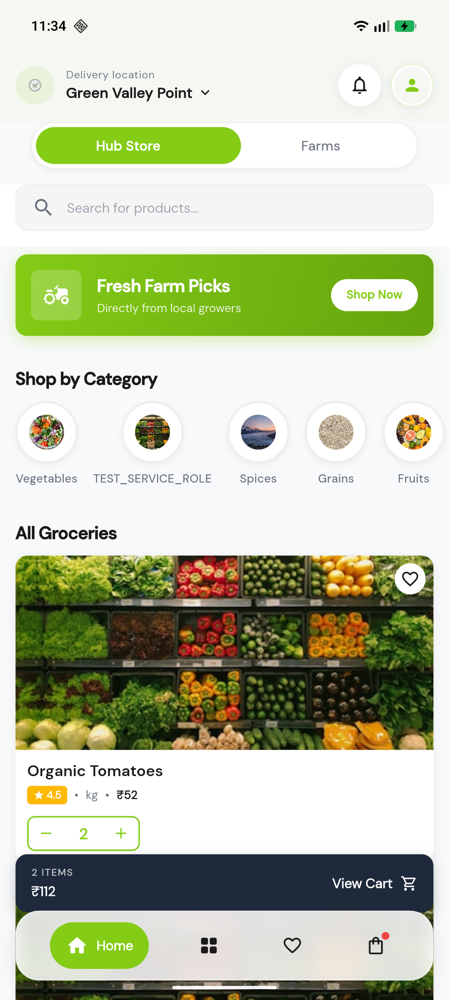 11:34
Delivery location
Green Valley Point
Hub Store
Farms
Search for products...
Fresh Farm Picks
Directly from local growers
Shop Now
Shop by Category
Vegetables
TEST_SERVICE_ROLE
Spices
Grains
Fruits
All Groceries
Organic Tomatoes
4.5 • kg • ₹52
2
2 ITEMS
₹112
View Cart
Home